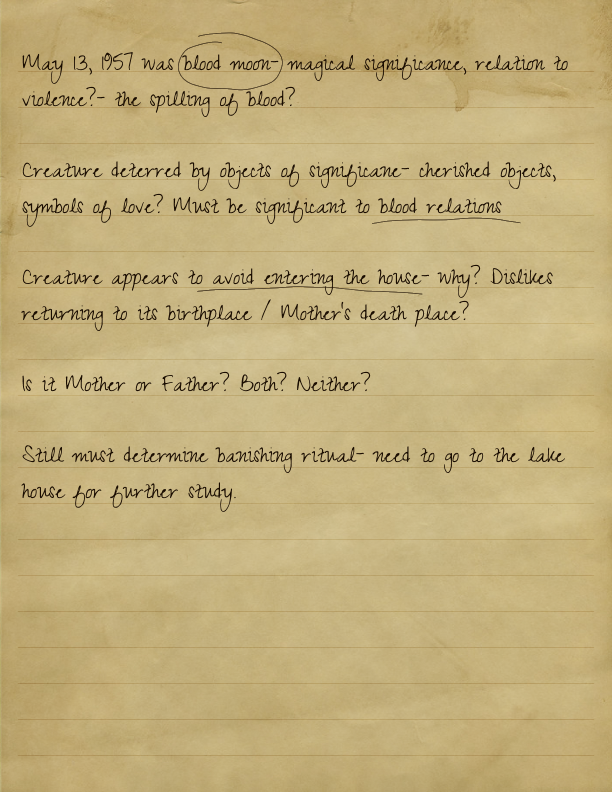 May 13, 1957 was blood moon- magical significance, relation to
violence?- the spilling of blood?
Creature deterred by objects of significane- cherished objects,
symbols of love? Must be significant to blood relations
Creature appears to avoid entering the house- why? Dislikes
returning to its birthplace / Mother's death place?
Is it Mother or Father? Both? Neither?
Still must determine banishing ritual- need to go to the lake
house for further study.